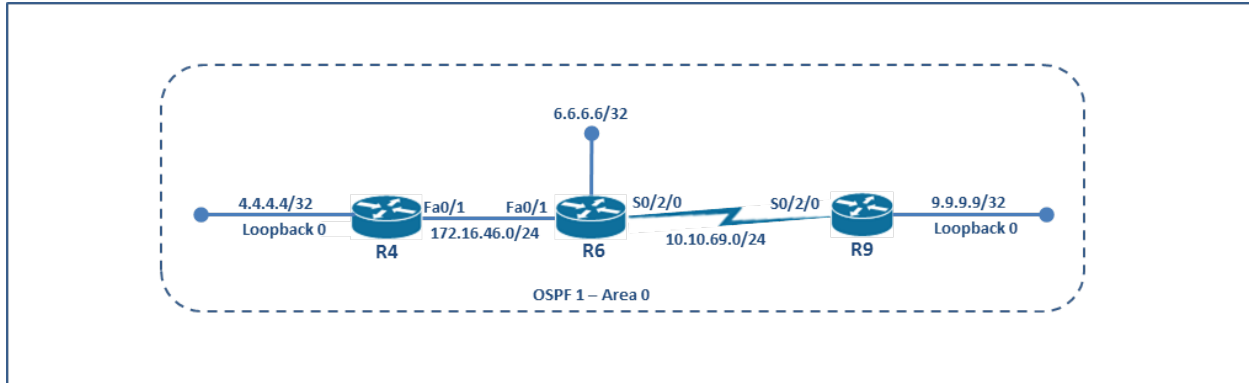 6.6.6.6/32
4.4.4.4/32
Fa0/1
Fa0/1
S0/2/0
S0/2/0
9.9.9.9/32
Loopback 0
172.16.46.0/24
10.10.69.0/24
Loopback 0
R4
R6
R9
OSPF 1 – Area 0